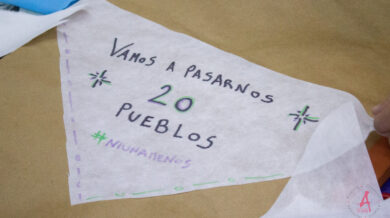 VAMOS A PASARNOS
20
PUEBLOS
#NIUNAMENOS